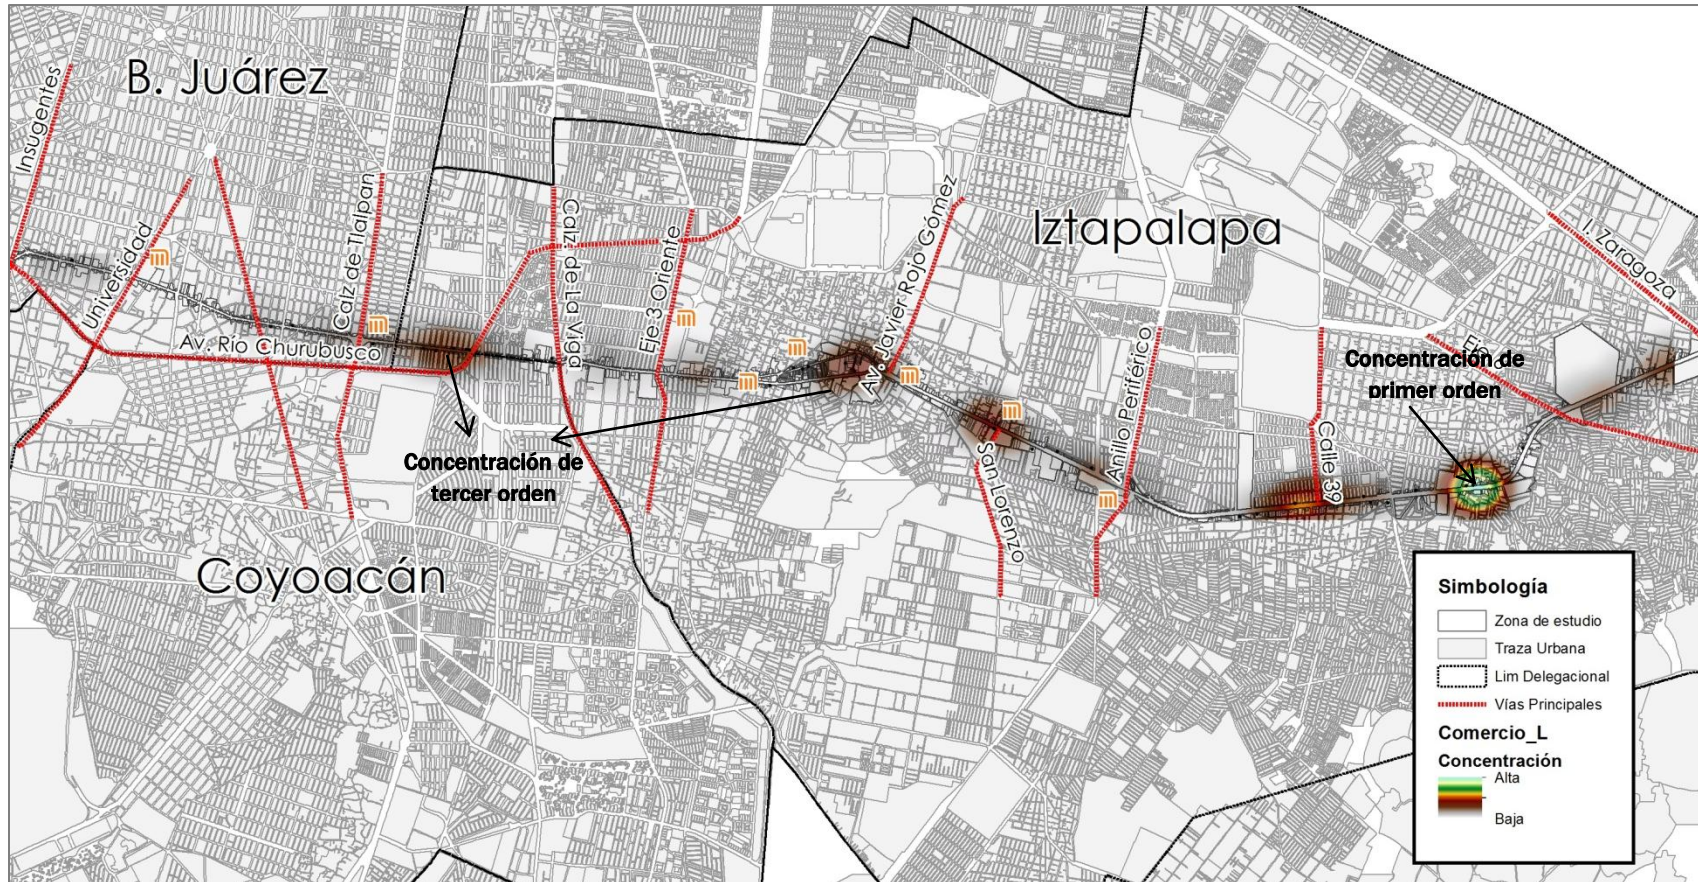 B. Juárez
Insugentes
Universidad
Calz de Tlalpan
Av. Río Churubusco
Calz. de La Viga
Eje 3 Oriente
Av. Javier Rojo Gómez
Iztapalapa
I. Zaragoza
Anillo Periférico
San Lorenzo
Calle 39
Concentración de
primer orden
Concentración de
tercer orden
Coyoacán
Simbología
Zona de estudio
Traza Urbana
Lim Delegacional
Vías Principales
Comercio_L
Concentración
Alta
Baja